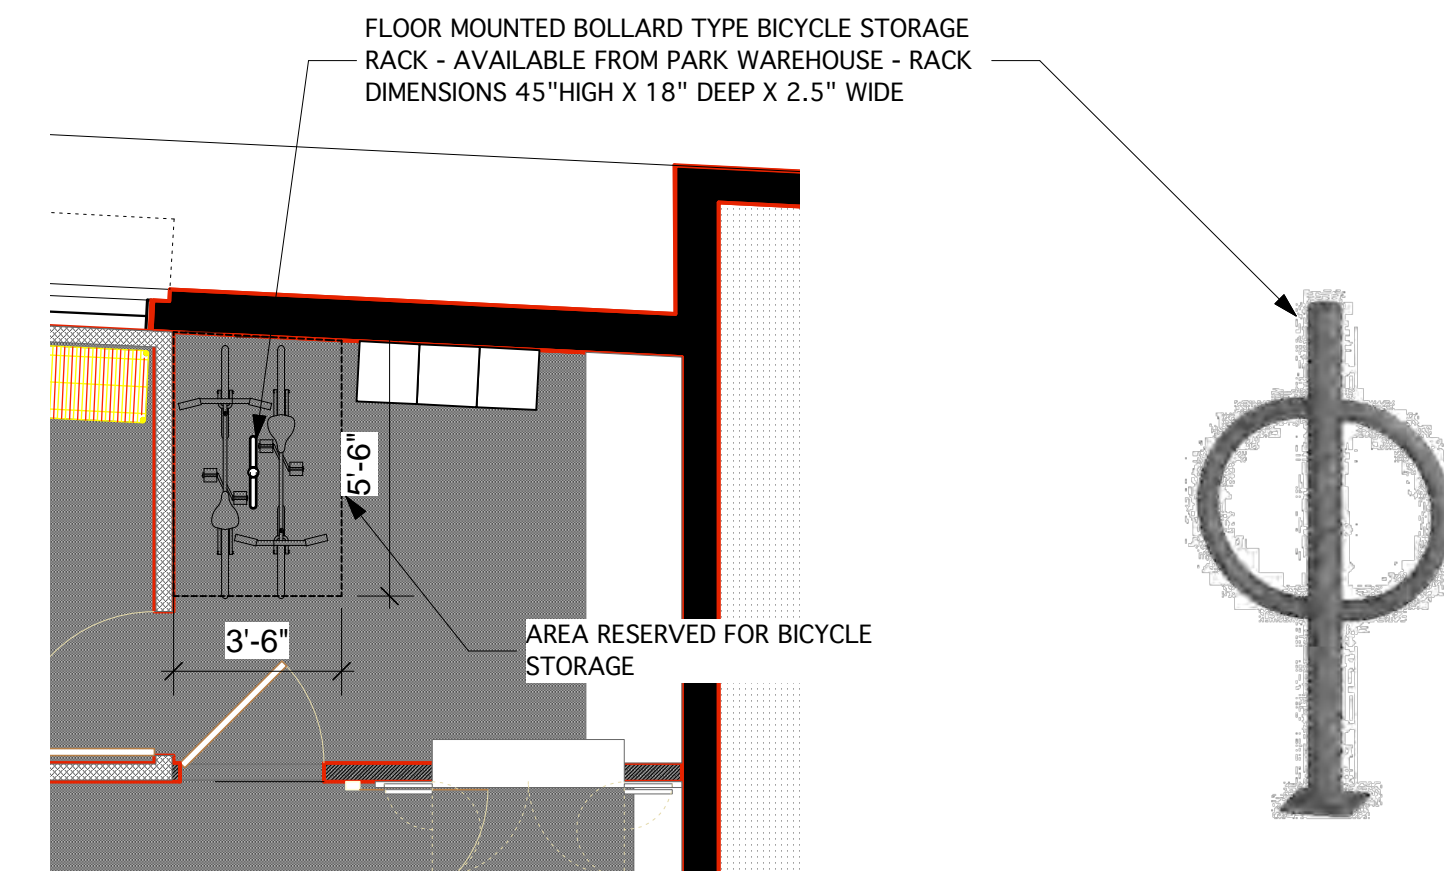 FLOOR MOUNTED BOLLARD TYPE BICYCLE STORAGE
RACK - AVAILABLE FROM PARK WAREHOUSE - RACK
DIMENSIONS 45"HIGH X 18" DEEP X 2.5" WIDE
5'-6"
3'-6"
AREA RESERVED FOR BICYCLE
STORAGE